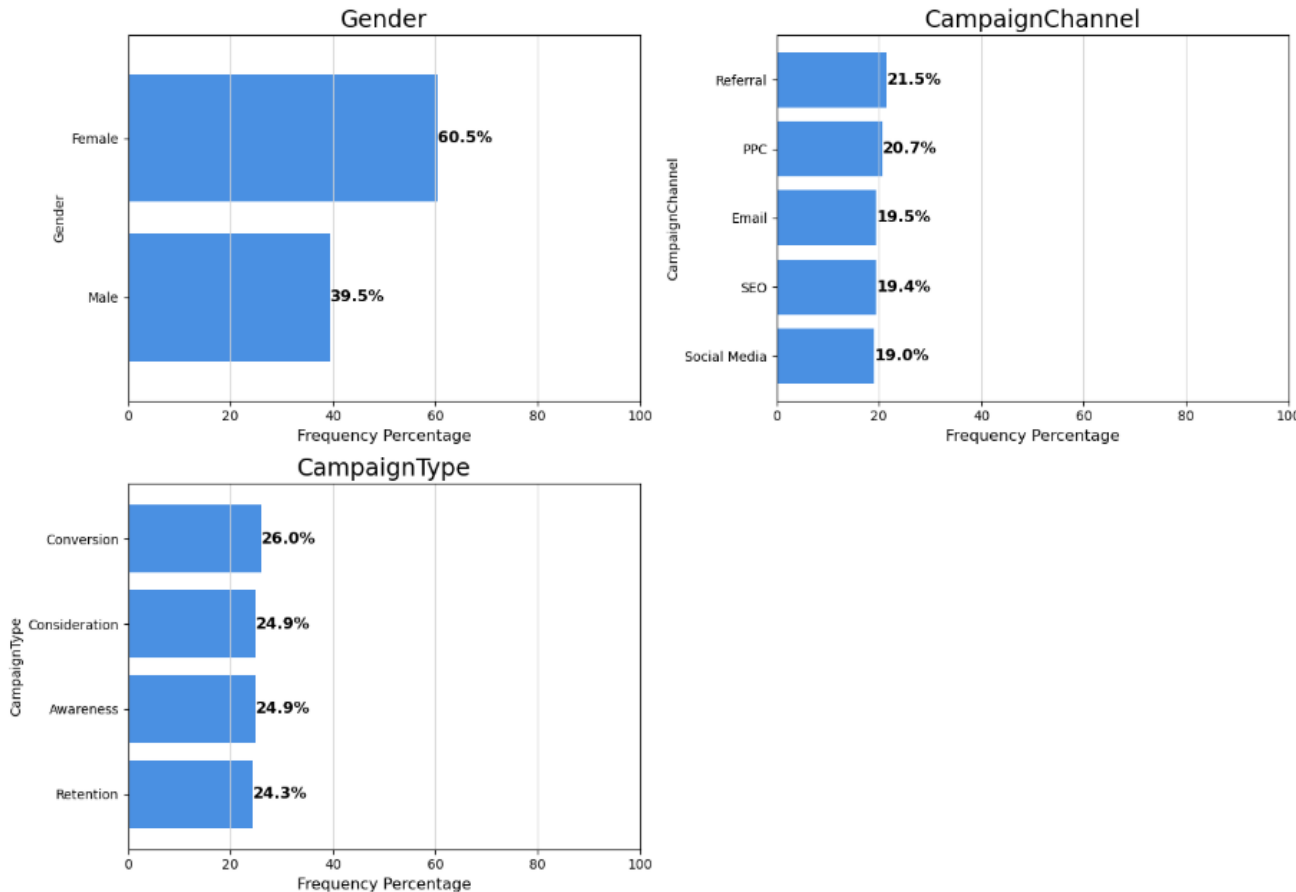 Gender
Female
60.5%
Male
39.5%
Gender
0 20 40 60 80 100
Frequency Percentage
CampaignChannel
Referral
21.5%
PPC
20.7%
Email
19.5%
SEO
19.4%
Social Media
19.0%
CampaignChannel
0 20 40 60 80 100
Frequency Percentage
CampaignType
Conversion
26.0%
Consideration
24.9%
Awareness
24.9%
Retention
24.3%
CampaignType
0 20 40 60 80 100
Frequency Percentage